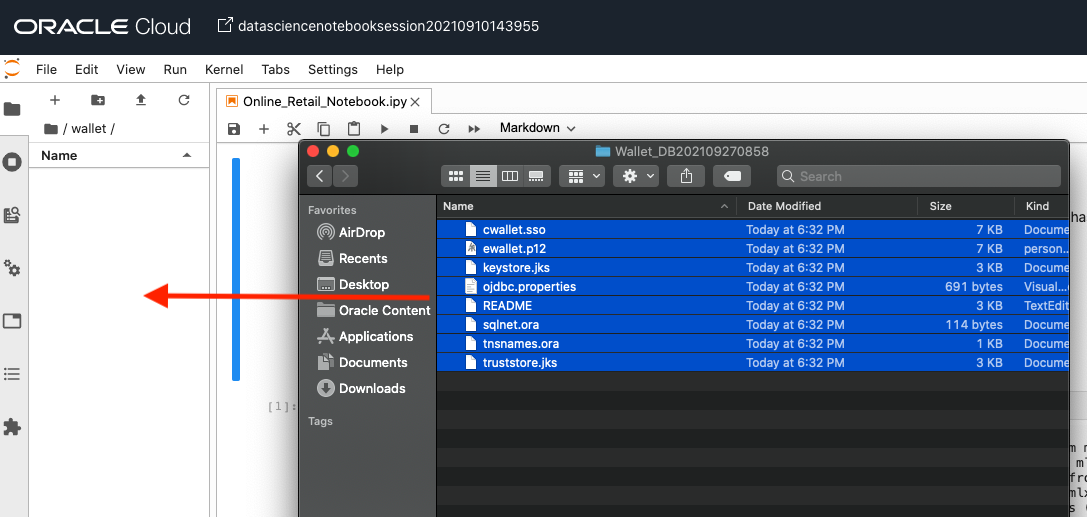 ORACLE Cloud datasciencenotebooksession20210910143955
File Edit View Run Kernel Tabs Settings Help
Online_Retail_Notebook.ipy
/ wallet /
Markdown
Name
Wallet_DB202109270858
Search
Favorites
AirDrop
Recents
Desktop
Oracle Content
Applications
Documents
Downloads
Tags
Name Date Modified Size Kind
cwallet.sso Today at 6:32 PM 7 KB Docume
ewallet.p12 Today at 6:32 PM 7 KB person...
keystore.jks Today at 6:32 PM 3 KB Docume
ojdbc.properties Today at 6:32 PM 691 bytes Visual...
README Today at 6:32 PM 3 KB TextEdit
sqlnet.ora Today at 6:32 PM 114 bytes Docume
tnsnames.ora Today at 6:32 PM 1 KB Docume
truststore.jks Today at 6:32 PM 3 KB Docume
[1]:
ha